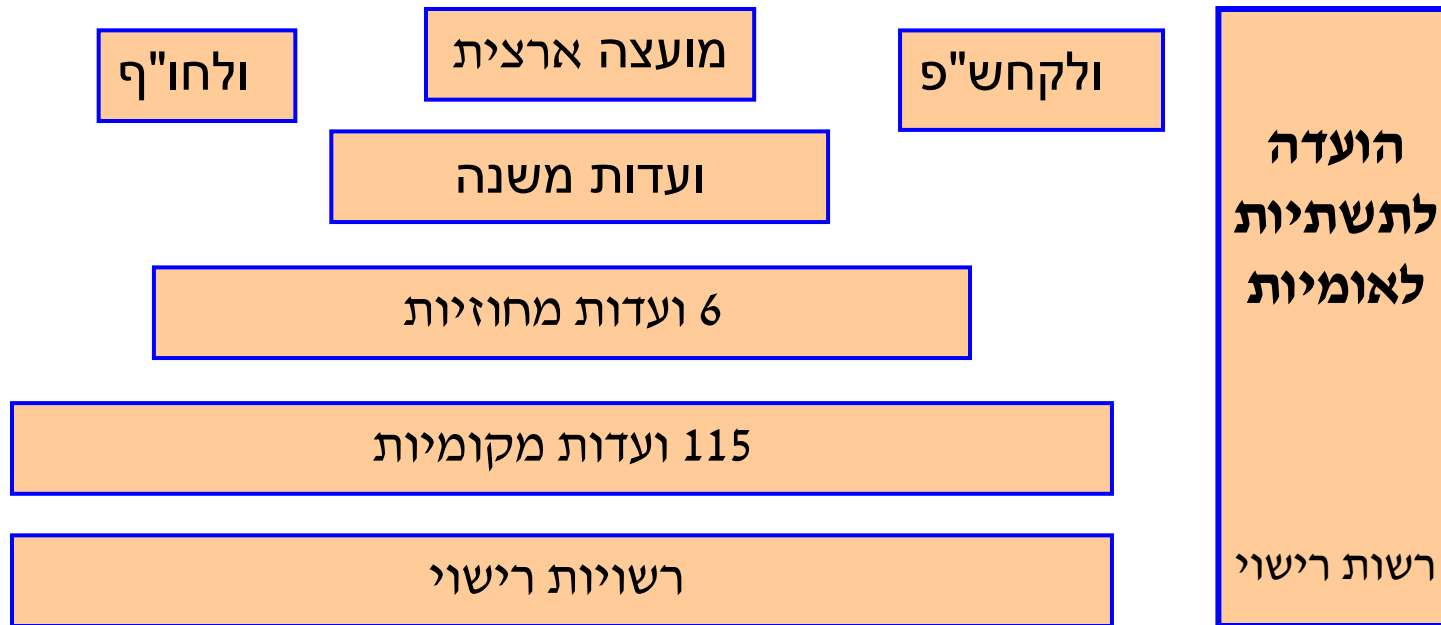 מועצה ארצית
ולקחש"פ
ולחו"ף
ועדות משנה
6 ועדות מחוזיות
115 ועדות מקומיות
רשויות רישוי
הועדה
לתשתיות
לאומיות
רשות רישוי